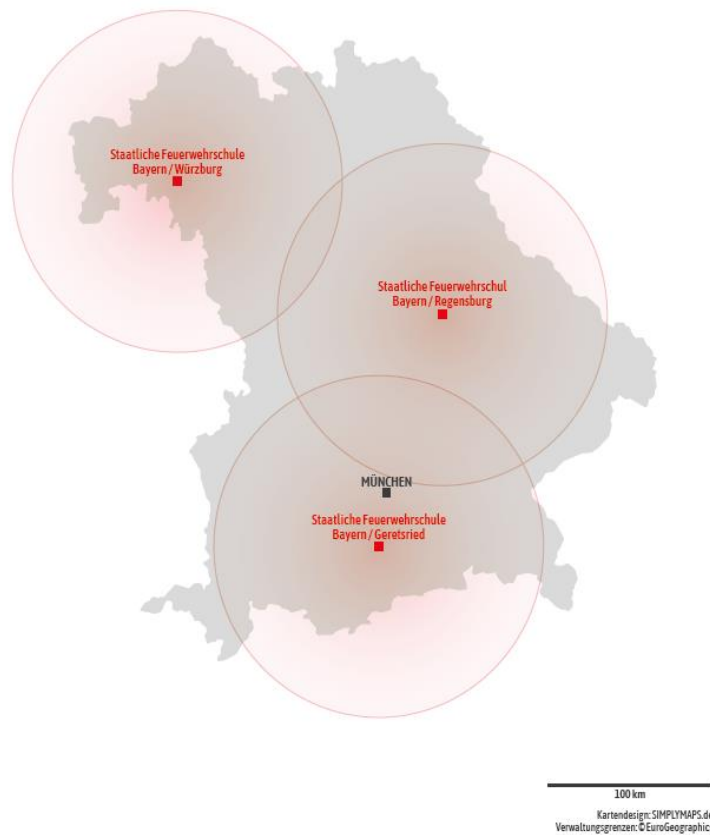 Staatliche Feuerwehrschule
Bayern / Würzburg
Staatliche Feuerwehrschul
Bayern / Regensburg
MÜNCHEN
Staatliche Feuerwehrschule
Bayern / Geretsried
100 km
Kartendesign: SIMPLYMAPS.de
Verwaltungsgrenzen: ©EuroGeographic